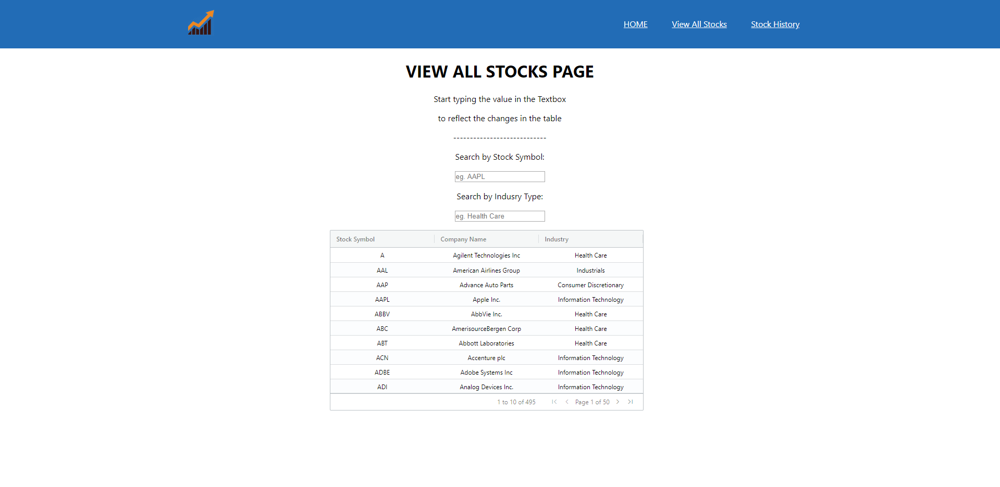 HOME View All Stocks Stock History
VIEW ALL STOCKS PAGE
Start typing the value in the Textbox
to reflect the changes in the table
----------------------------
Search by Stock Symbol:
eg. AAPL
Search by Indusry Type:
eg. Health Care
Stock Symbol Company Name Industry
A Agilent Technologies Inc Health Care
AAL American Airlines Group Industrials
AAP Advance Auto Parts Consumer Discretionary
AAPL Apple Inc. Information Technology
ABBV AbbVie Inc. Health Care
ABC AmerisourceBergen Corp Health Care
ABT Abbott Laboratories Health Care
ACN Accenture plc Information Technology
ADBE Adobe Systems Inc Information Technology
ADI Analog Devices Inc. Information Technology
1 to 10 of 495 Page 1 of 50